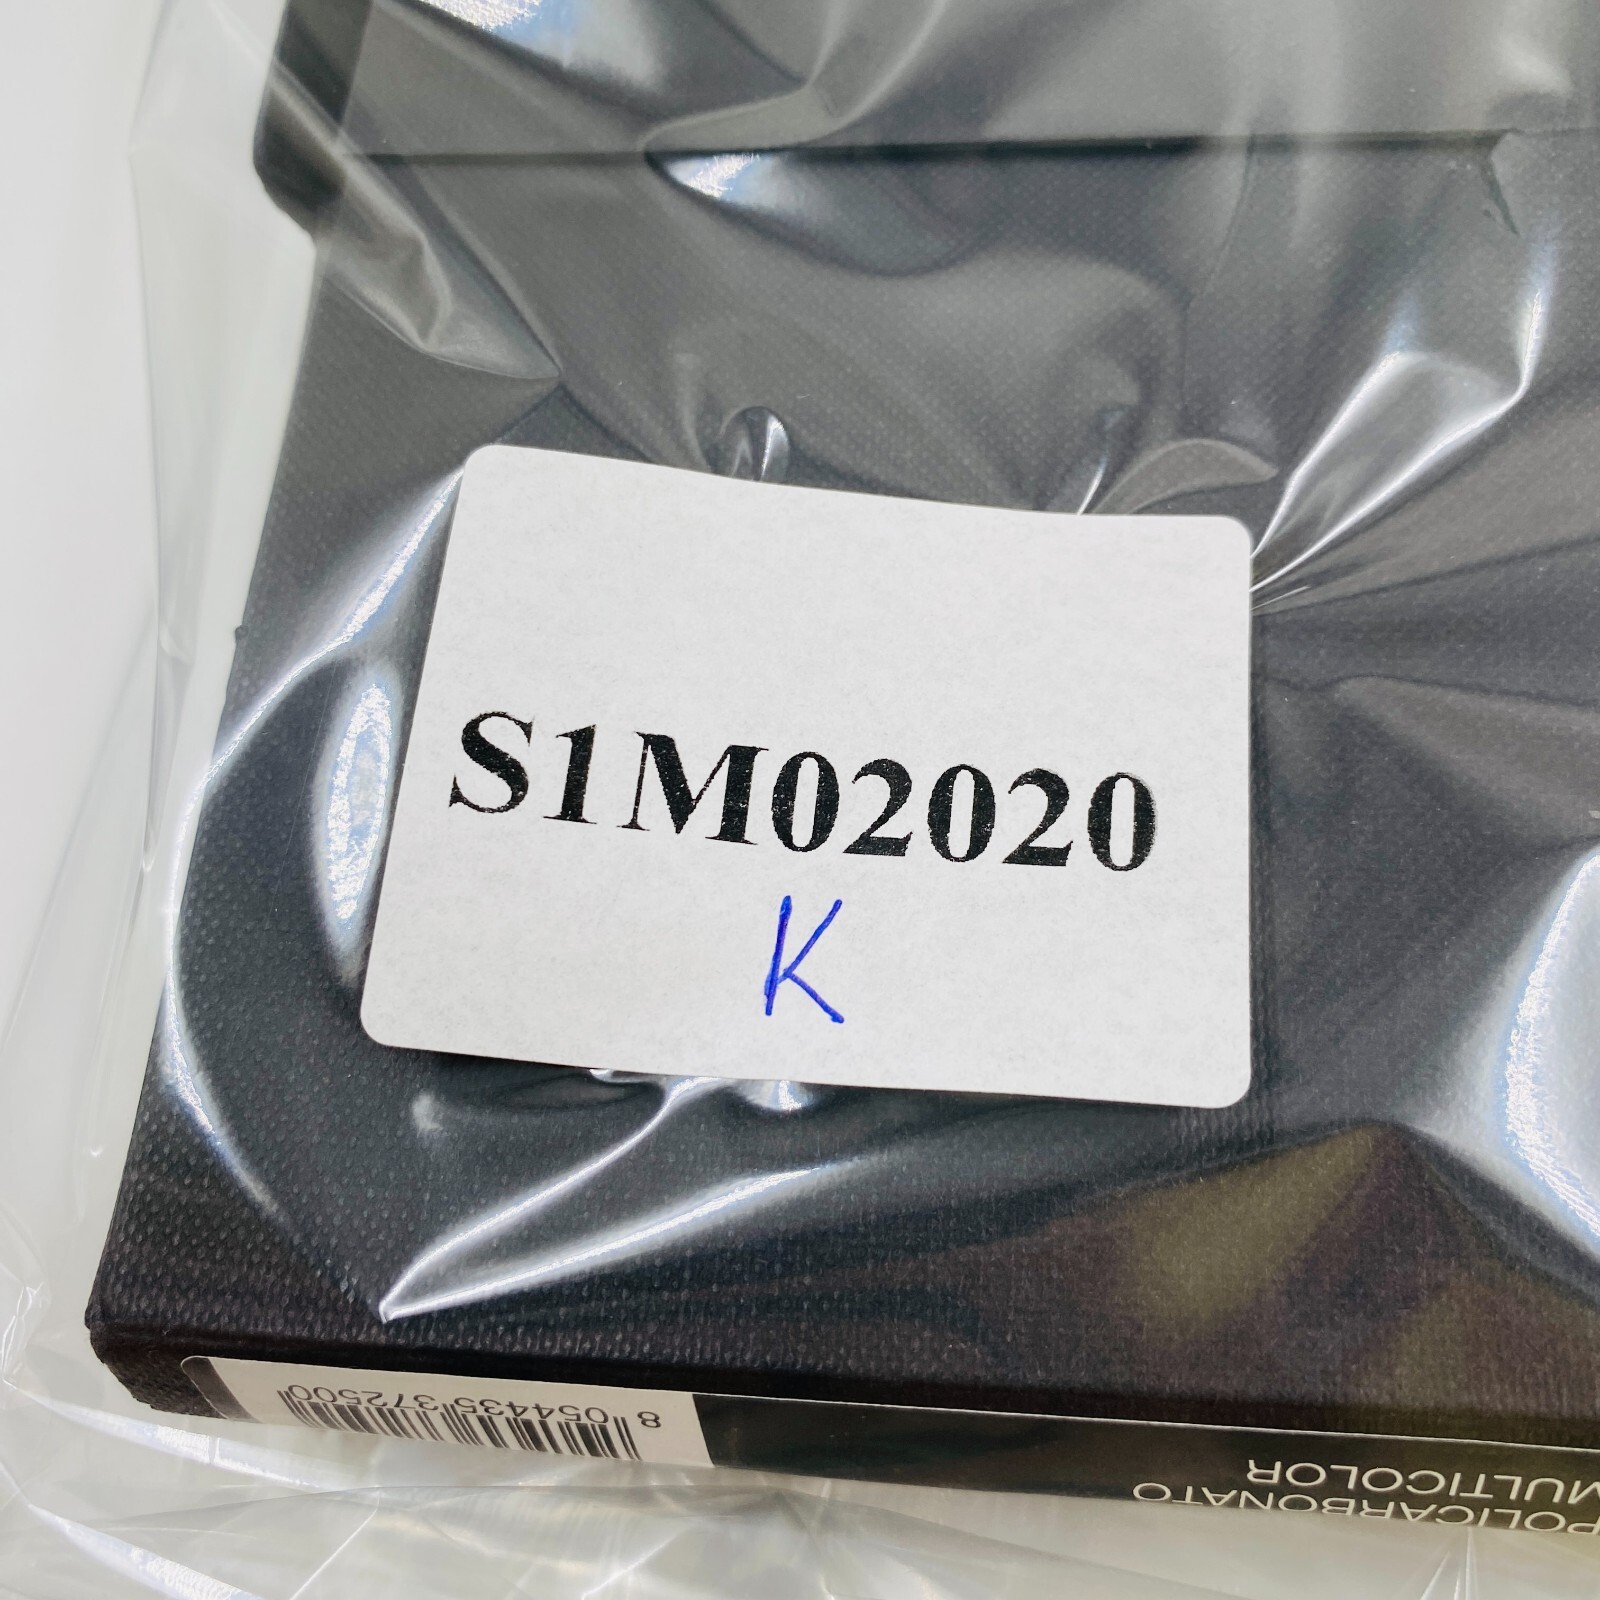 S1M02020
K
8 054435 372500
POLICARBONATO
MULTICOLOR